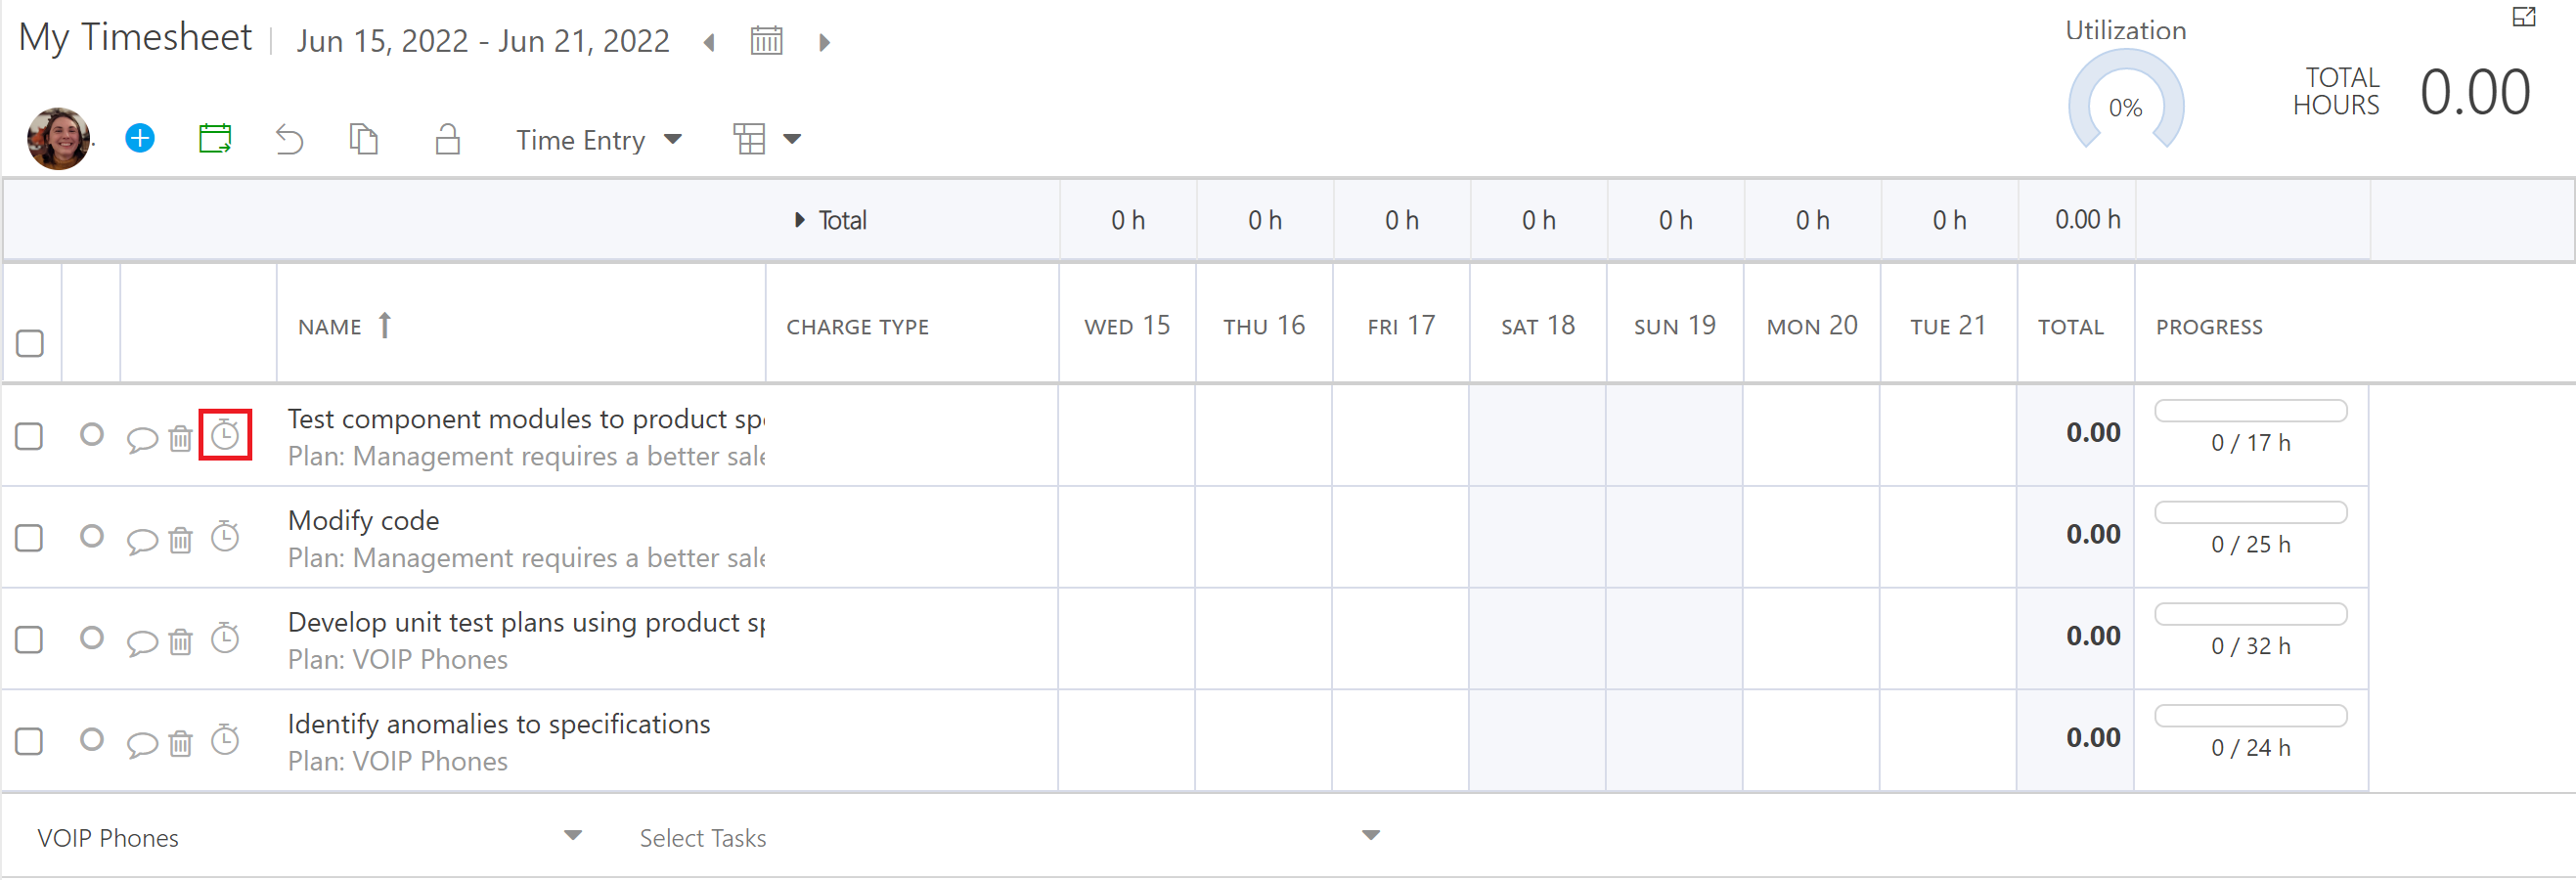 My Timesheet
Jun 15, 2022 - Jun 21, 2022
Utilization
0%
TOTAL
HOURS
0.00
Time Entry
Total 0 h 0 h 0 h 0 h 0 h 0 h 0 h 0.00 h
NAME CHARGE TYPE WED 15 THU 16 FRI 17 SAT 18 SUN 19 MON 20 TUE 21 TOTAL PROGRESS
Test component modules to product
Plan: Management requires a better
0.00
0 / 17 h
Modify code
Plan: Management requires a better
0.00
0 / 25 h
Develop unit test plans using product
Plan: VOIP Phones
0.00
0 / 32 h
Identify anomalies to specifications
Plan: VOIP Phones
0.00
0 / 24 h
VOIP Phones Select Tasks